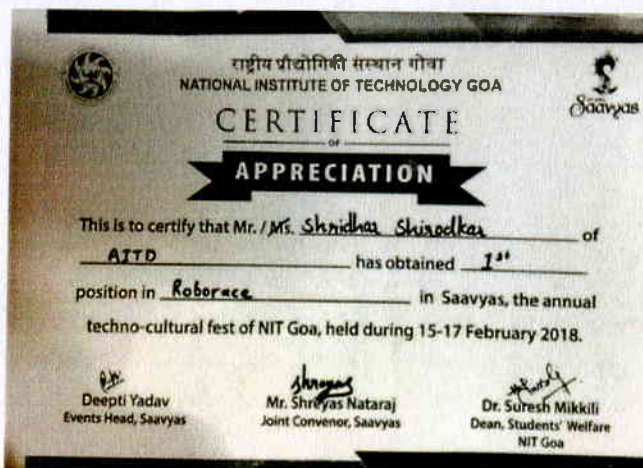 राष्ट्रीय प्रौद्योगिकी संस्थान गोवा
NATIONAL INSTITUTE OF TECHNOLOGY GOA
Saavyas
CERTIFICATE
OF
APPRECIATION
This is to certify that Mr. / Ms. Shridhar Shirodkar of
AITD has obtained 1st
position in Roborace in Saavyas, the annual
techno-cultural fest of NIT Goa, held during 15-17 February 2018.
Shreyas
Deepti Yadav Mr. Shreyas Nataraj Dr. Suresh Mikkili
Events Head, Saavyas Joint Convenor, Saavyas Dean, Students' Welfare
NIT Goa